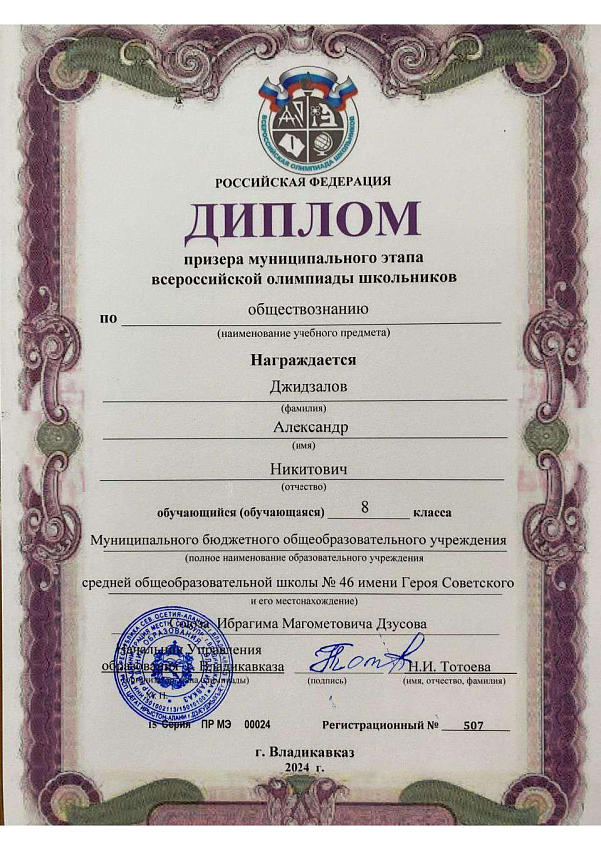 ВСЕРОССИЙСКАЯ ОЛИМПИАДА ШКОЛЬНИКОВ
РОССИЙСКАЯ ФЕДЕРАЦИЯ
ДИПЛОМ
призера муниципального этапа
всероссийской олимпиады школьников
по обществознанию
(наименование учебного предмета)
Награждается
Джидзалов
(фамилия)
Александр
(имя)
Никитович
(отчество)
обучающийся (обучающаяся) 8 класса
Муниципального бюджетного общеобразовательного учреждения
(полное наименование образовательного учреждения
средней общеобразовательной школы № 46 имени Героя Советского
и его местонахождение)
Союза Ибрагима Магометовича Дзусова
Начальник Управления
образования г. Владикавказа Н.И. Тотоева
(подпись) (имя, отчество, фамилия)
15 Серия ПР МЭ 00024 Регистрационный № 507
г. Владикавказ
2024 г.